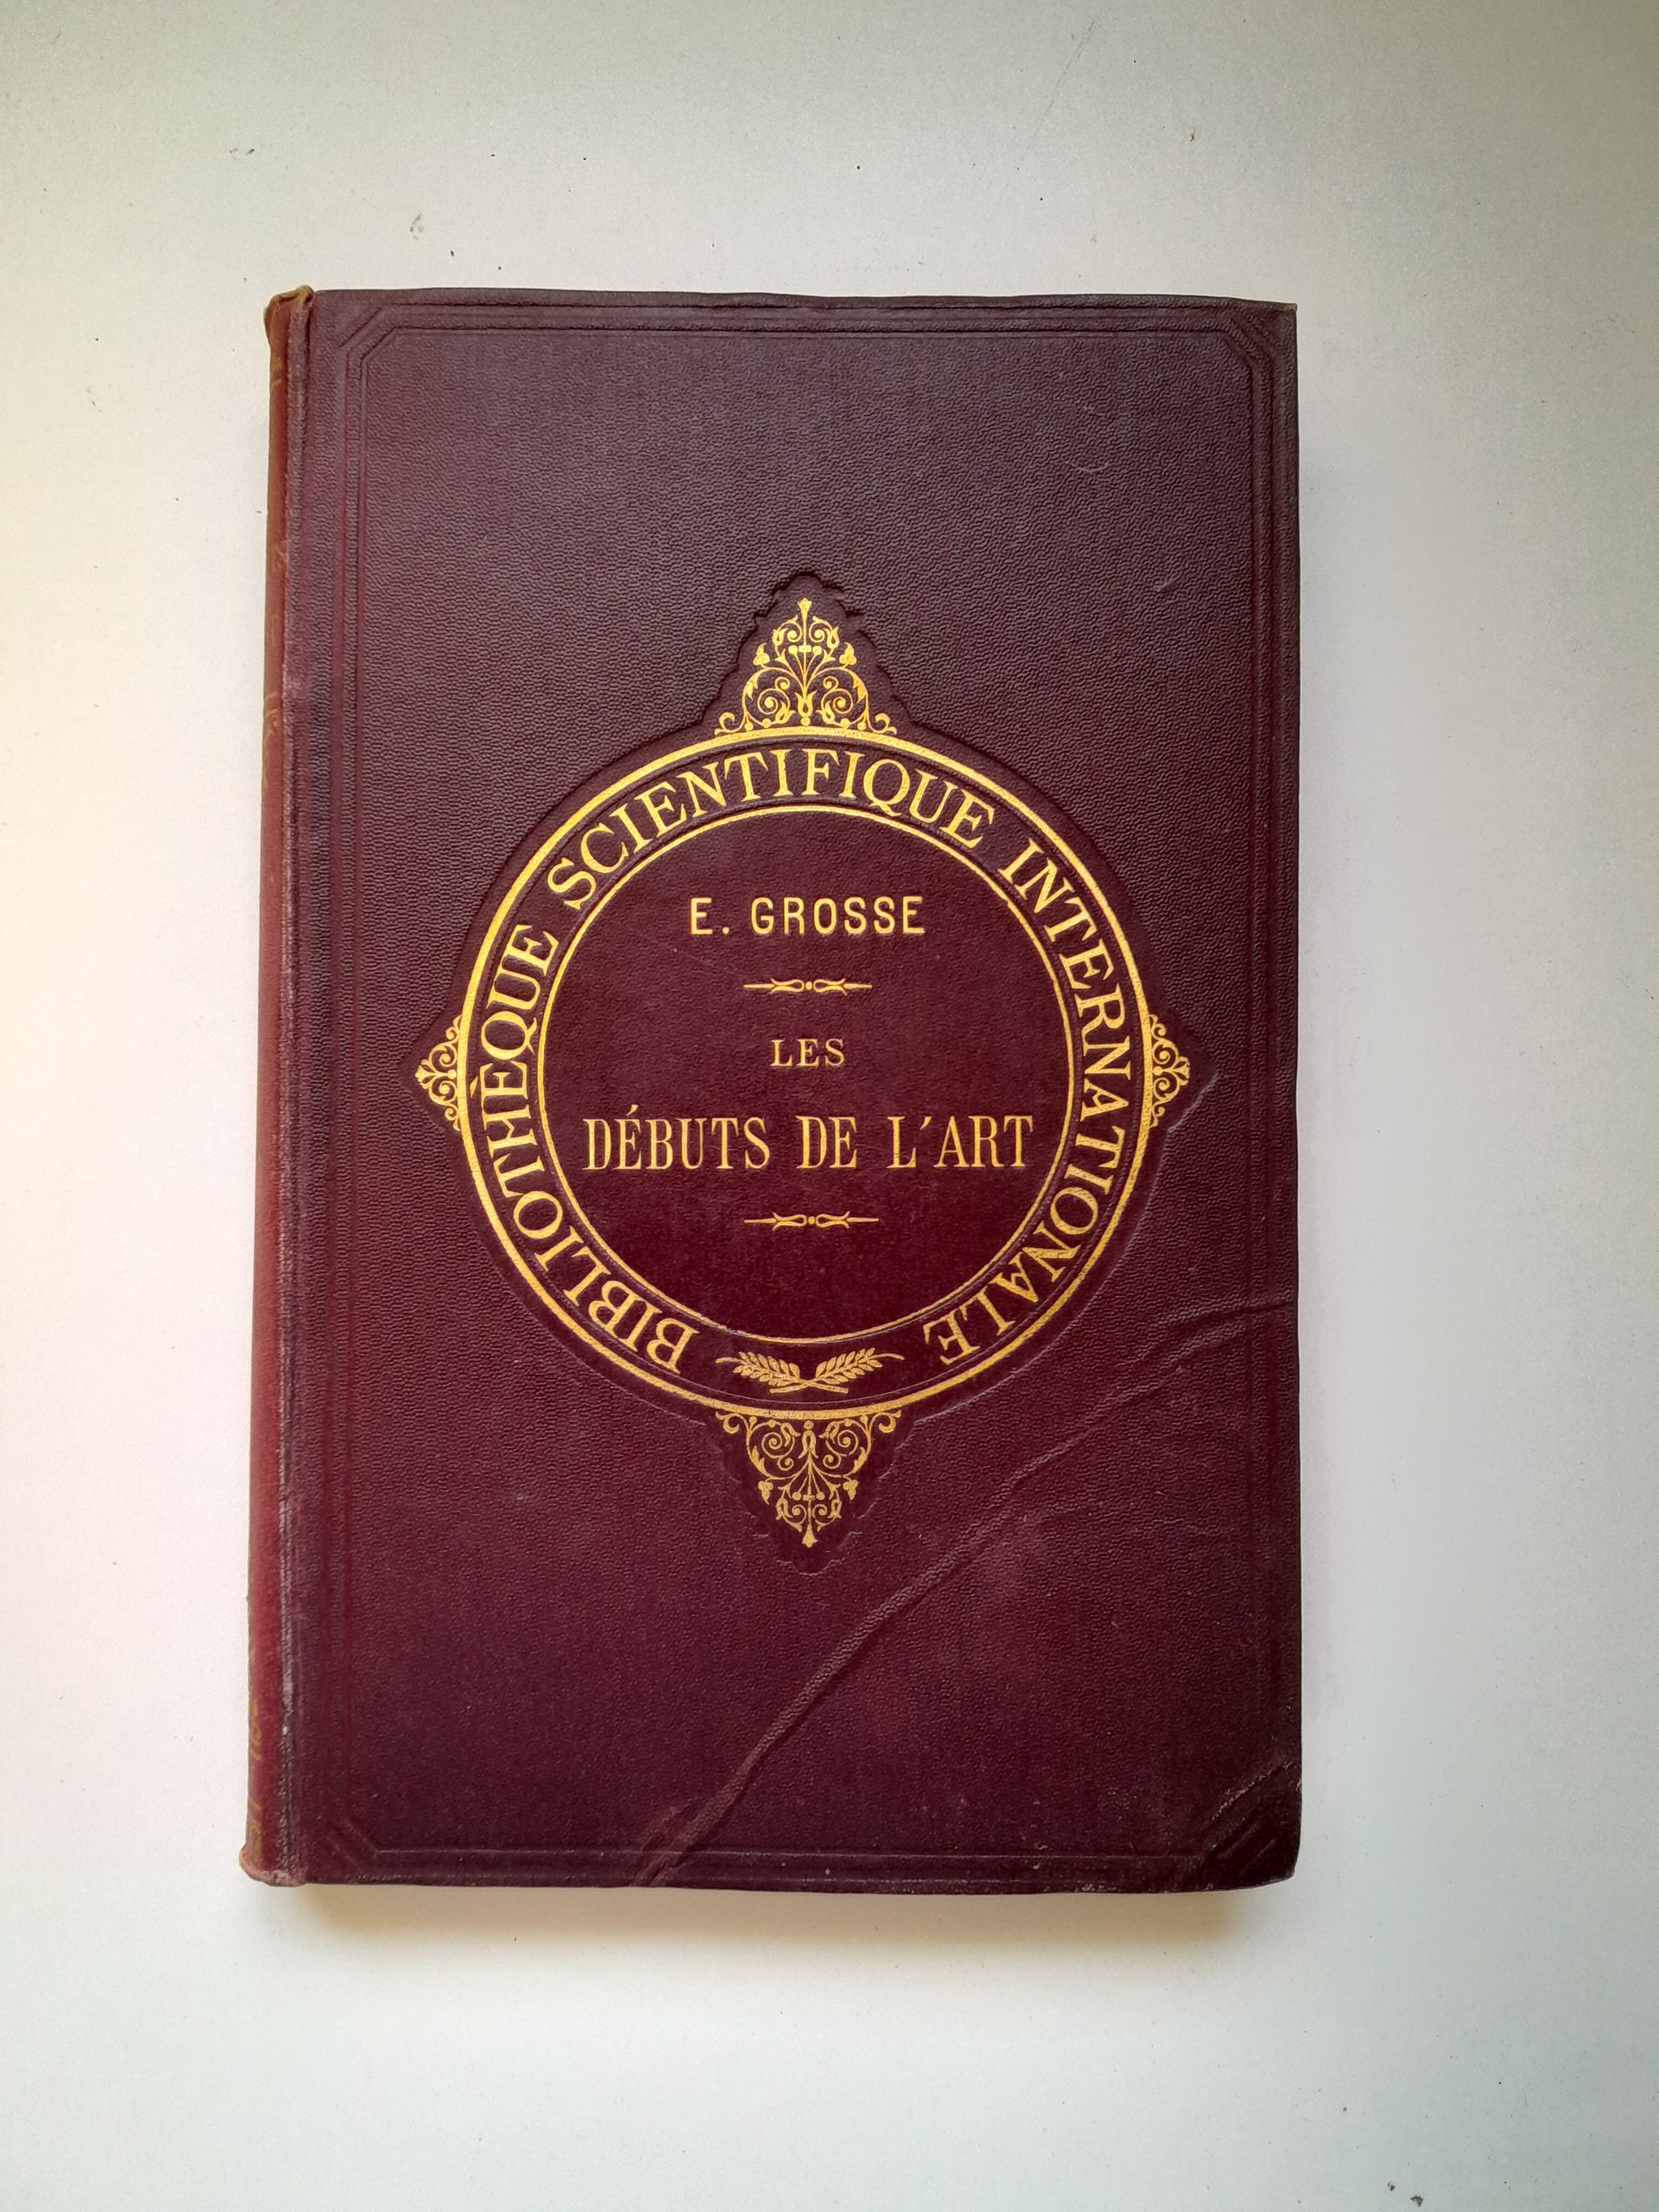 BIBLIOTHÈQUE SCIENTIFIQUE INTERNATIONALE
E. GROSSE
LES
DÉBUTS DE L'ART